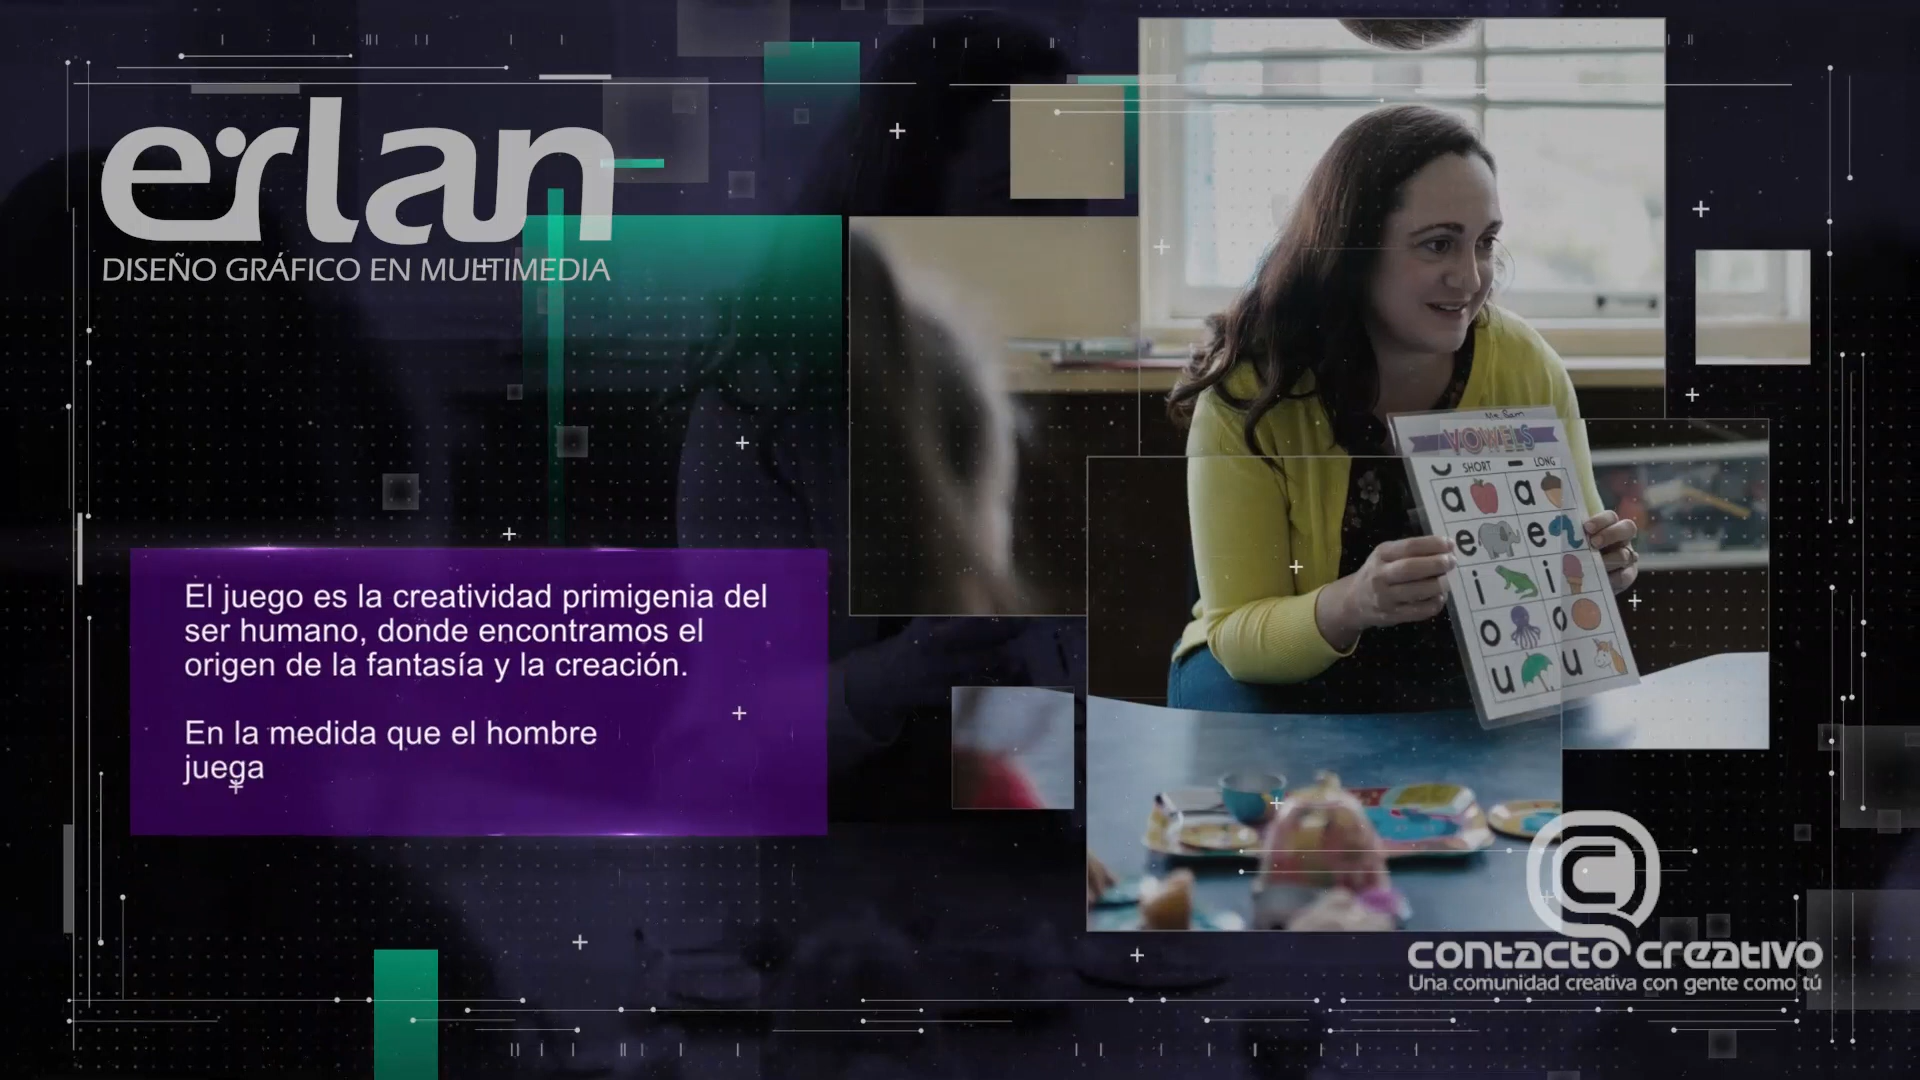 erlan
DISEÑO GRÁFICO EN MULTIMEDIA
El juego es la creatividad primigenia del
ser humano, donde encontramos el
origen de la fantasía y la creación.
En la medida que el hombre
juega
VOWELS
SHORT LONG
a a
e e
i i
o o
u u
contacto creativo
Una comunidad creativa con gente como tú